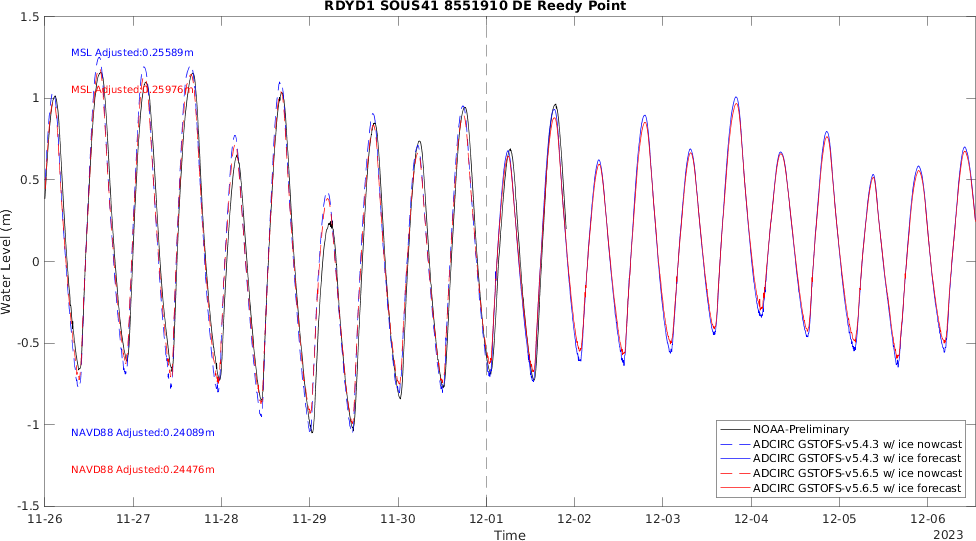 RDYD1 SOUS41 8551910 DE Reedy Point
1.5
MSL Adjusted:0.25589m
MSL Adjusted:0.25976m
1
0.5
Water Level (m)
0
-0.5
-1
NAVD88 Adjusted:0.24089m
NAVD88 Adjusted:0.24476m
-1.5
NOAA-Preliminary
ADCIRC GSTOFS-v5.4.3 w/ ice nowcast
ADCIRC GSTOFS-v5.4.3 w/ ice forecast
ADCIRC GSTOFS-v5.6.5 w/ ice nowcast
ADCIRC GSTOFS-v5.6.5 w/ ice forecast
11-26 11-27 11-28 11-29 11-30 12-01 12-02 12-03 12-04 12-05 12-06
Time
2023